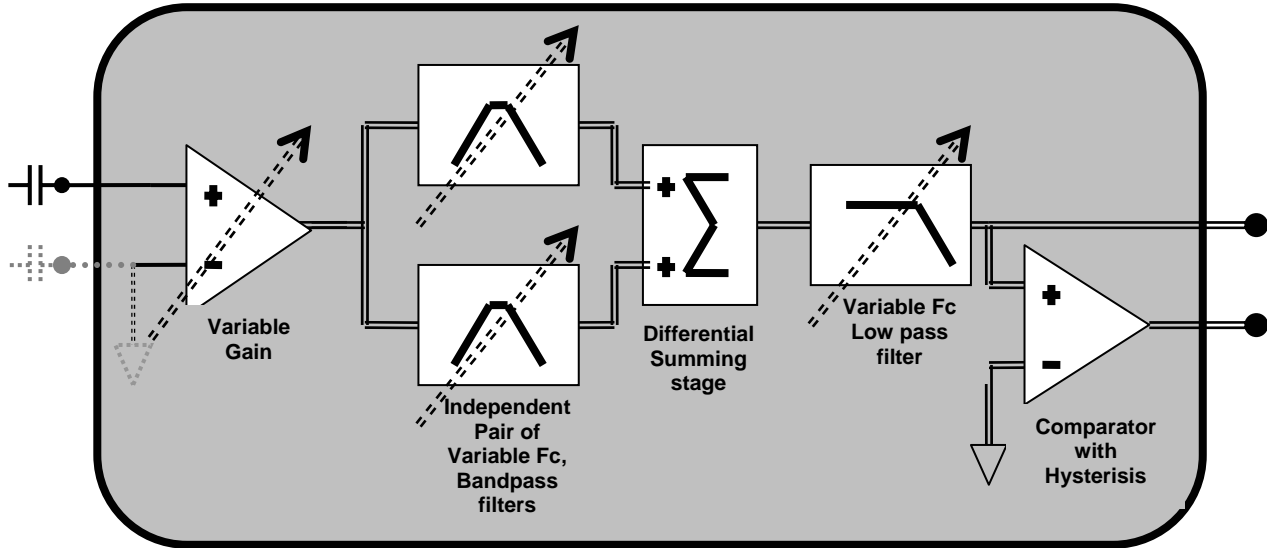 Variable
Gain
Independent
Pair of
Variable Fc,
Bandpass
filters
Differential
Summing
stage
Variable Fc
Low pass
filter
Comparator
with
Hysterisis